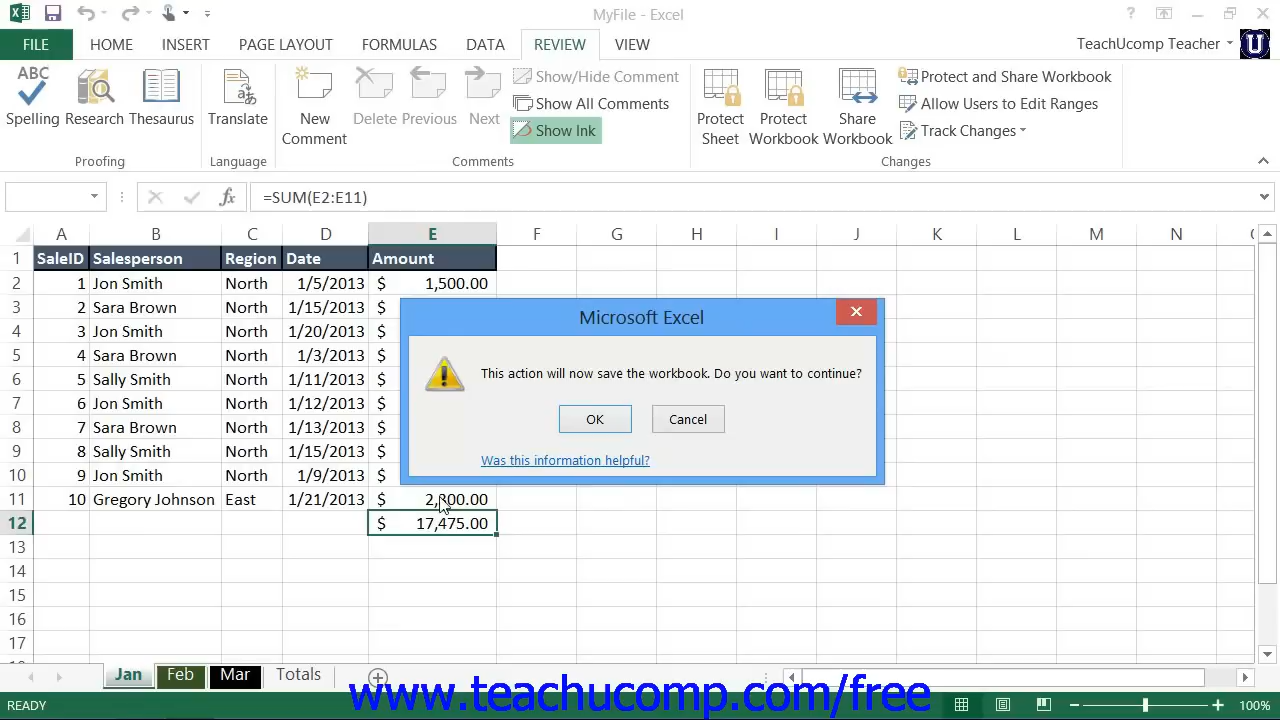 MyFile - Excel
?
FILE HOME INSERT PAGE LAYOUT FORMULAS DATA REVIEW VIEW TeachUcomp Teacher U
ABC
Spelling Research Thesaurus Translate New Comment Delete Previous Next
Show/Hide Comment
Show All Comments
Show Ink
Protect Sheet Protect Workbook Share Workbook
Protect and Share Workbook
Allow Users to Edit Ranges
Track Changes
Proofing Language Comments Changes
fx =SUM(E2:E11)
A B C D E F G H I J K L M N
1 SaleID Salesperson Region Date Amount
2 1 Jon Smith North 1/5/2013 $ 1,500.00
3 2 Sara Brown North 1/15/2013 $
4 3 Jon Smith North 1/20/2013 $
5 4 Sara Brown North 1/3/2013 $
6 5 Sally Smith North 1/11/2013 $
7 6 Jon Smith North 1/12/2013 $
8 7 Sara Brown North 1/13/2013 $
9 8 Sally Smith North 1/15/2013 $
10 9 Jon Smith North 1/9/2013 $
11 10 Gregory Johnson East 1/21/2013 $
12 $ 17,475.00
13
14
15
16
17
Microsoft Excel
This action will now save the workbook. Do you want to continue?
OK Cancel
Was this information helpful?
Jan Feb Mar Totals
www.teachucomp.com/free
READY 100%